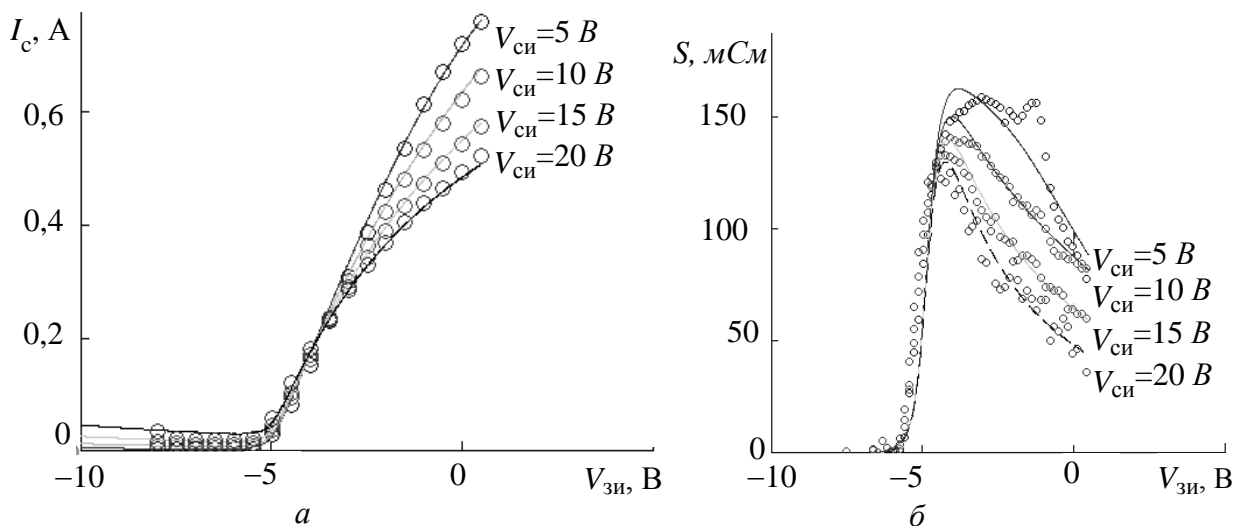 I_с, А
V_си=5 В
V_си=10 В
V_си=15 В
V_си=20 В
0,6
0,4
0,2
0
−10
−5
0
V_зи, В
а
S, мСм
150
100
50
0
V_си=5 В
V_си=10 В
V_си=15 В
V_си=20 В
−10
−5
0
V_зи, В
б